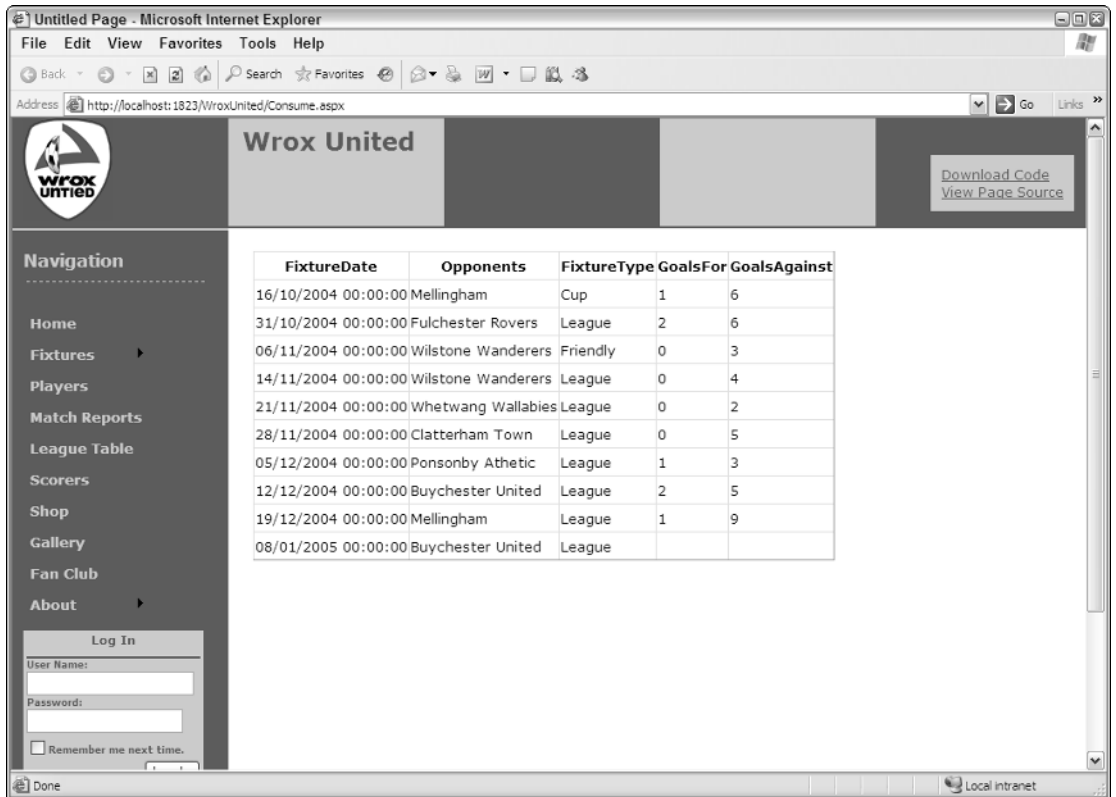 Untitled Page - Microsoft Internet Explorer
File Edit View Favorites Tools Help
Back Search Favorites
Address http://localhost:1823/WroxUnited/Consume.aspx Go Links »
wrox
UNTIED
Wrox United
Download Code
View Page Source
Navigation
Home
Fixtures
Players
Match Reports
League Table
Scorers
Shop
Gallery
Fan Club
About
Log In
User Name:
Password:
Remember me next time.
FixtureDate Opponents FixtureType GoalsFor GoalsAgainst
16/10/2004 00:00:00 Mellingham Cup 1 6
31/10/2004 00:00:00 Fulchester Rovers League 2 6
06/11/2004 00:00:00 Wilstone Wanderers Friendly 0 3
14/11/2004 00:00:00 Wilstone Wanderers League 0 4
21/11/2004 00:00:00 Whetwang Wallabies League 0 2
28/11/2004 00:00:00 Clatterham Town League 0 5
05/12/2004 00:00:00 Ponsonby Athetic League 1 3
12/12/2004 00:00:00 Buychester United League 2 5
19/12/2004 00:00:00 Mellingham League 1 9
08/01/2005 00:00:00 Buychester United League
Done Local intranet